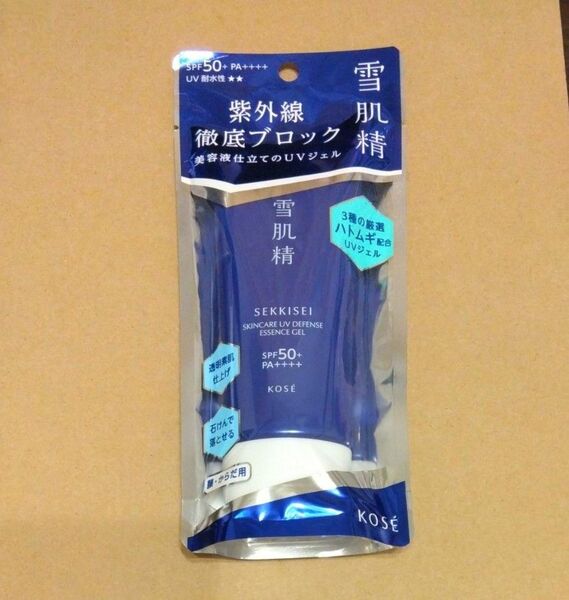 SPF50+ PA++++
UV 耐水性 ★★
紫外線
徹底ブロック
美容液仕立てのUVジェル
雪肌精
3種の厳選
ハトムギ配合
UVジェル
雪肌精
SEKKISEI
SKINCARE UV DEFENSE
ESSENCE GEL
SPF50+
PA++++
KOSÉ
透明素肌
仕上げ
石けんで
落とせる
顔・からだ用
KOSÉ